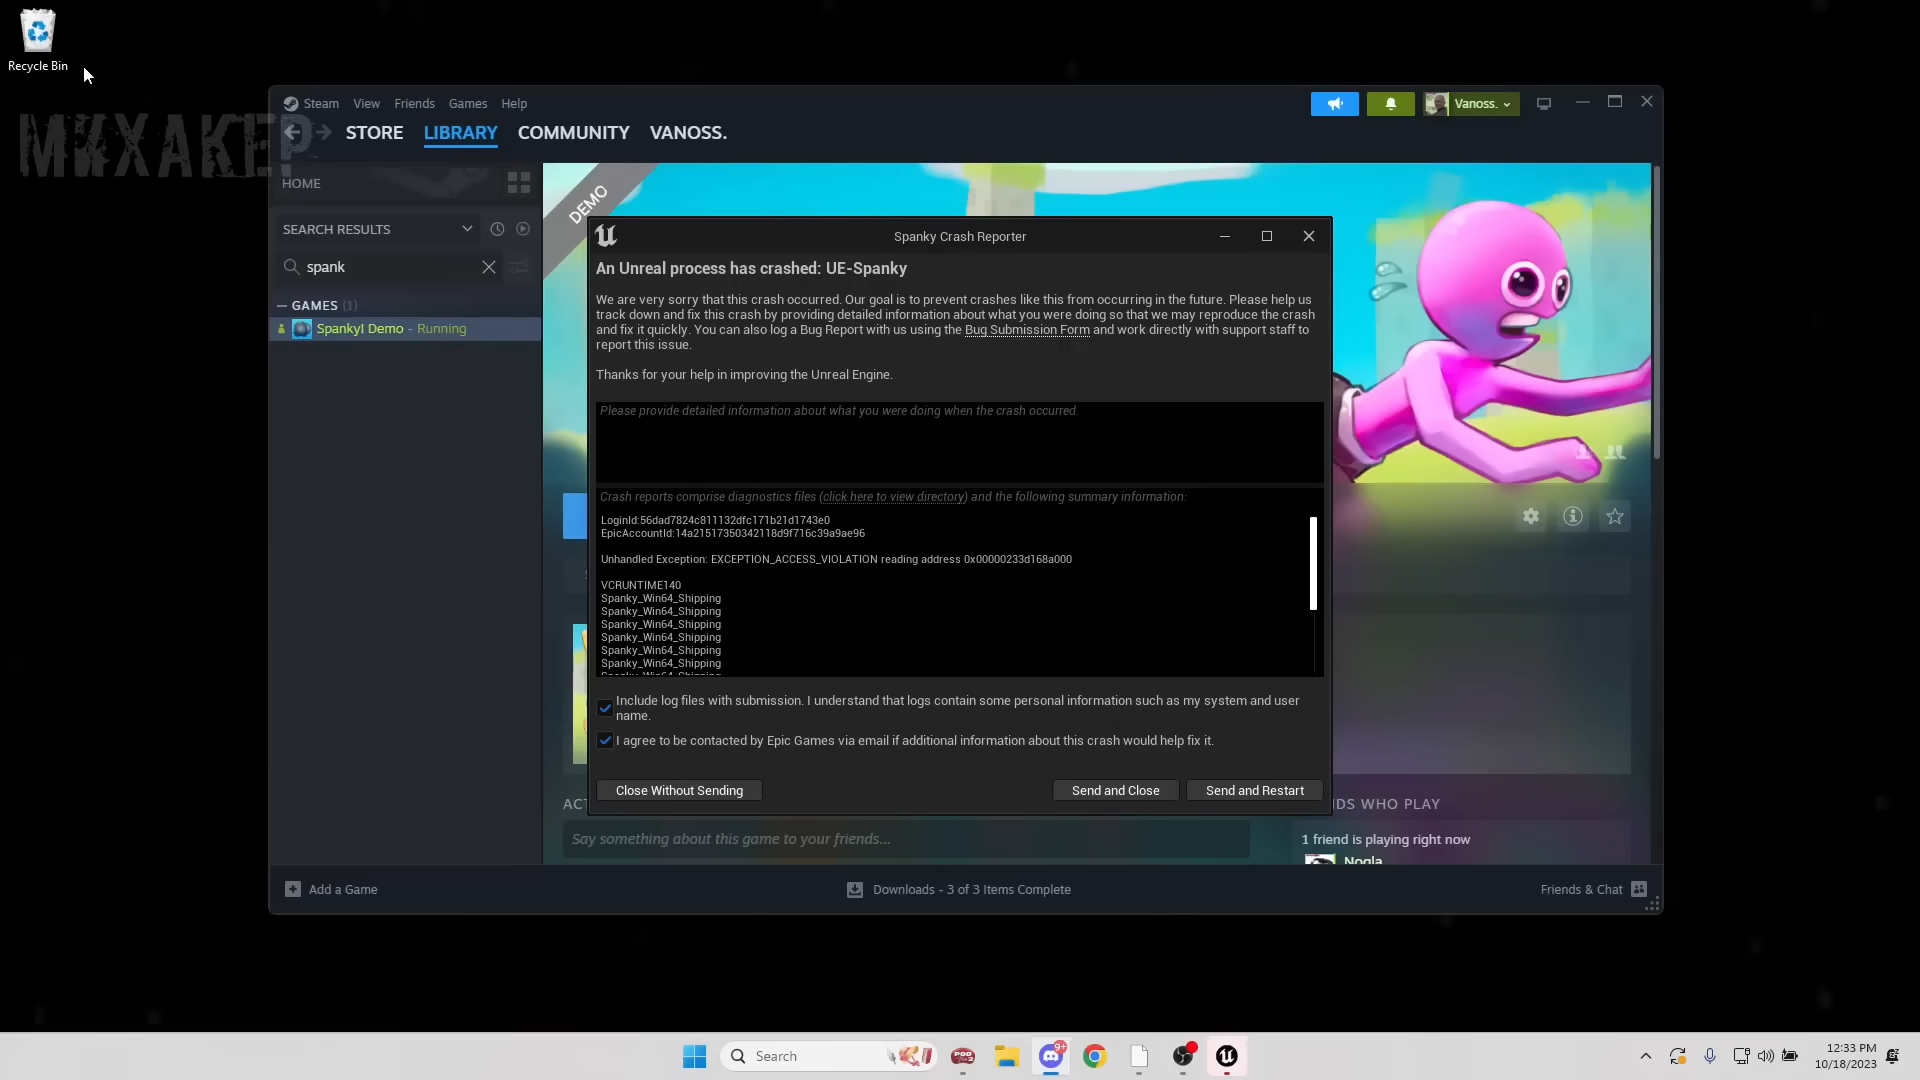 Recycle Bin
МИХАКЕР
Steam View Friends Games Help
Vanoss.
STORE LIBRARY COMMUNITY VANOSS.
HOME
SEARCH RESULTS
spank
GAMES (1)
Spanky! Demo - Running
DEMO
Spanky Crash Reporter
An Unreal process has crashed: UE-Spanky
We are very sorry that this crash occurred. Our goal is to prevent crashes like this from occurring in the future. Please help us
track down and fix this crash by providing detailed information about what you were doing so that we may reproduce the crash
and fix it quickly. You can also log a Bug Report with us using the Bug Submission Form and work directly with support staff to
report this issue.
Thanks for your help in improving the Unreal Engine.
Please provide detailed information about what you were doing when the crash occurred.
Crash reports comprise diagnostics files (click here to view directory) and the following summary information:
LoginId:56dad7824c811132dfc171b21d1743e0
EpicAccountId:14a21517350342118d9f716c39a9ae96
Unhandled Exception: EXCEPTION_ACCESS_VIOLATION reading address 0x00000233d168a000
VCRUNTIME140
Spanky_Win64_Shipping
Spanky_Win64_Shipping
Spanky_Win64_Shipping
Spanky_Win64_Shipping
Spanky_Win64_Shipping
Spanky_Win64_Shipping
Include log files with submission. I understand that logs contain some personal information such as my system and user
name.
I agree to be contacted by Epic Games via email if additional information about this crash would help fix it.
Close Without Sending
Send and Close
Send and Restart
DS WHO PLAY
Say something about this game to your friends...
1 friend is playing right now
Nogla
Add a Game
Downloads - 3 of 3 Items Complete
Friends & Chat
Search
9+
12:33 PM
10/18/2023